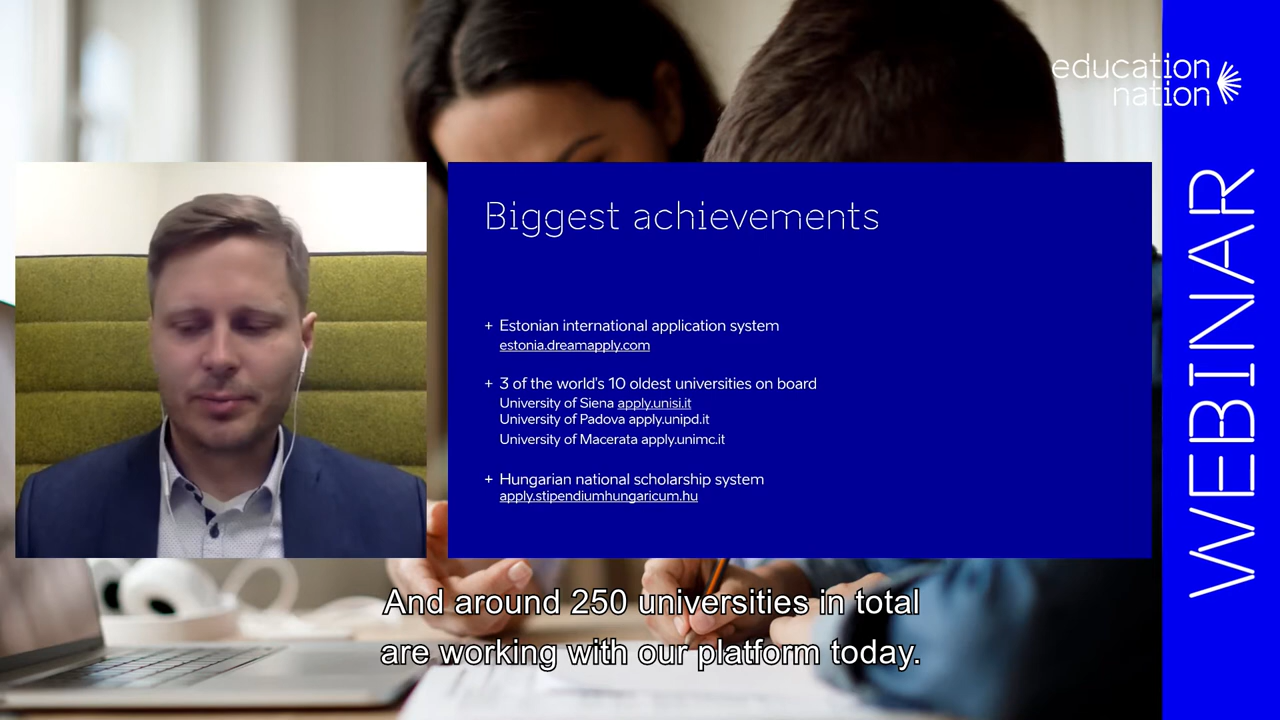 education
nation
WEBINAR
Biggest achievements
+ Estonian international application system
estonia.dreamapply.com
+ 3 of the world's 10 oldest universities on board
University of Siena apply.unisi.it
University of Padova apply.unipd.it
University of Macerata apply.unimc.it
+ Hungarian national scholarship system
apply.stipendiumhungaricum.hu
And around 250 universities in total
are working with our platform today.